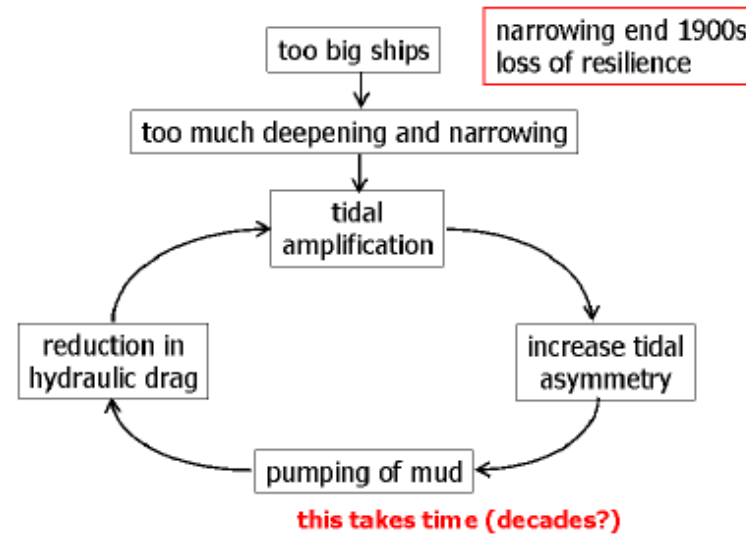 too big ships
narrowing end 1900s
loss of resilience
too much deepening and narrowing
tidal
amplification
reduction in
hydraulic drag
increase tidal
asymmetry
pumping of mud
this takes time (decades?)